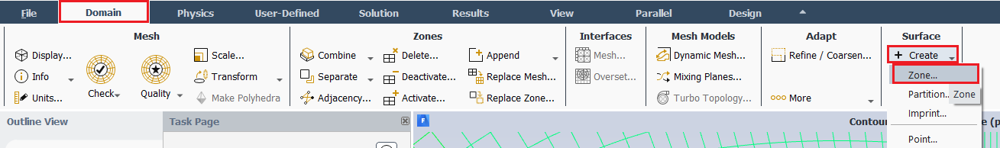 File Domain Physics User-Defined Solution Results View Parallel Design
Mesh Zones Interfaces Mesh Models Adapt Surface
Display... Scale... Combine Delete... Append Mesh... Dynamic Mesh... Refine / Coarsen... + Create
Info Transform Separate Deactivate... Replace Mesh... Overset... Mixing Planes... Zone...
Units... Check Quality Make Polyhedra Adjacency... Activate... Replace Zone... Turbo Topology... More Partition.. Zone
Imprint...
Outline View Task Page Contour
Point...